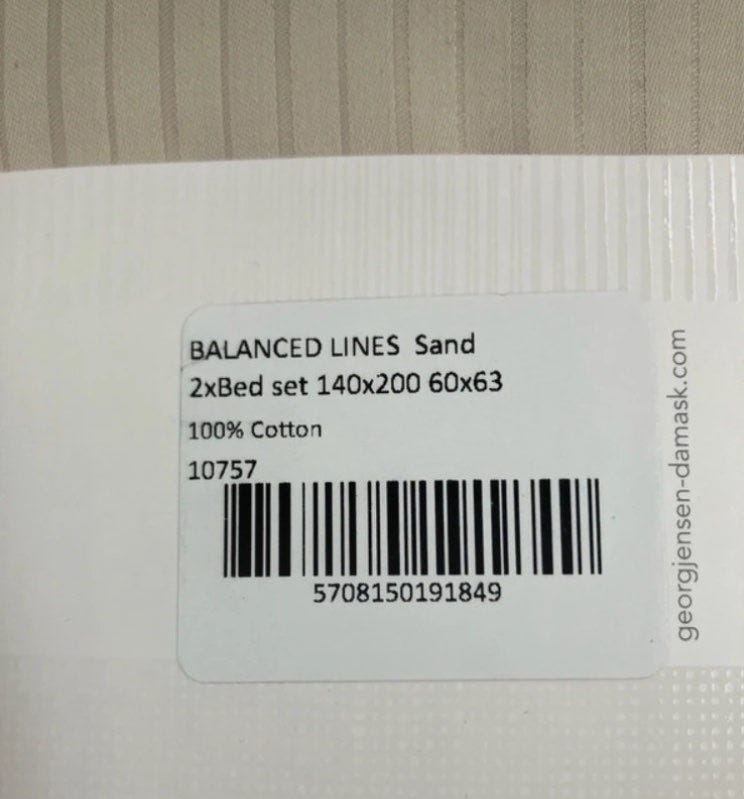 BALANCED LINES Sand
2xBed set 140x200 60x63
100% Cotton
10757
5708150191849
georgjensen-damask.com